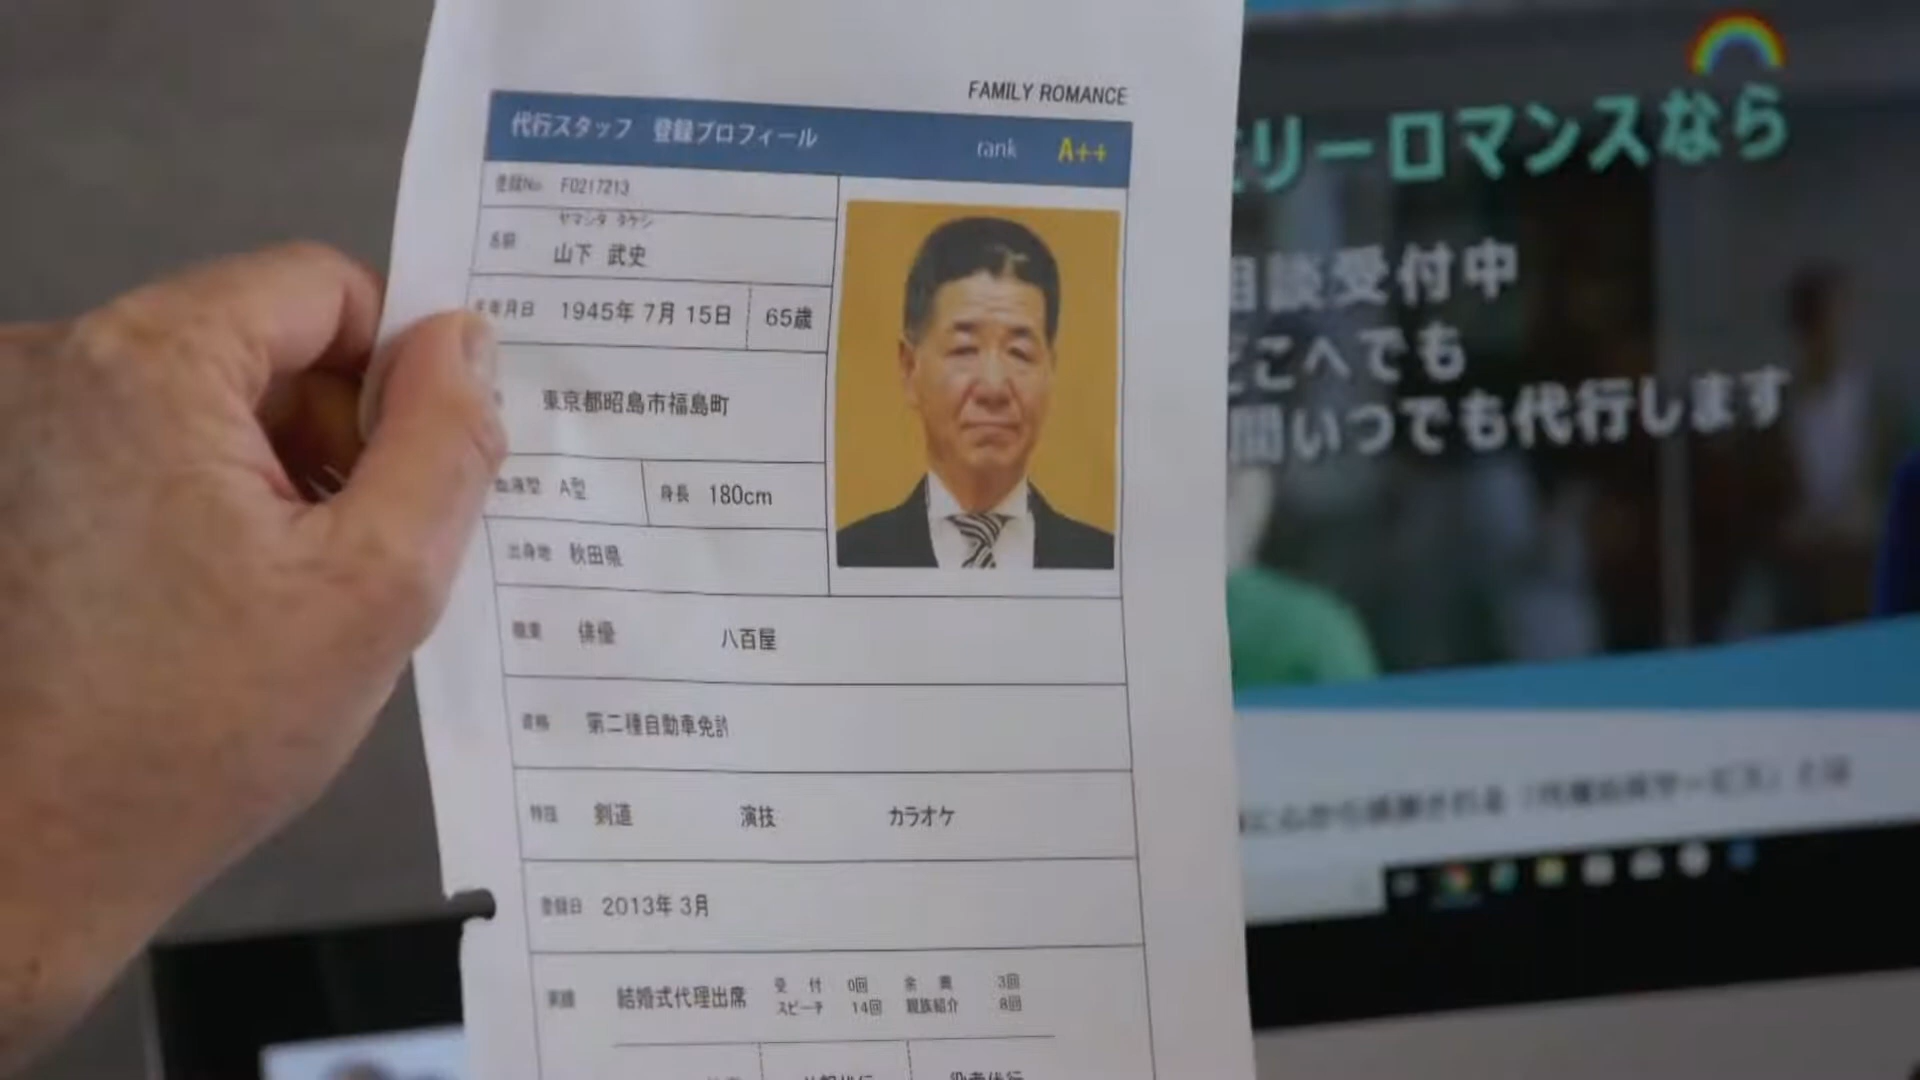 FAMILY ROMANCE
代行スタッフ 登録プロフィール rank A++
登録No. F0217213
ヤマシタ タケシ
名前 山下 武史
年月日 1945年 7月 15日 65歳
東京都昭島市福島町
血液型 A型 身長 180cm
出身地 秋田県
職業 俳優 八百屋
資格 第二種自動車免許
特技 剣道 演技 カラオケ
登録日 2013年 3月
実績 結婚式代理出席 受付 0回 余興 3回
スピーチ 14回 親族紹介 8回
リーロマンスなら
相談受付中
どこへでも
間いつでも代行します